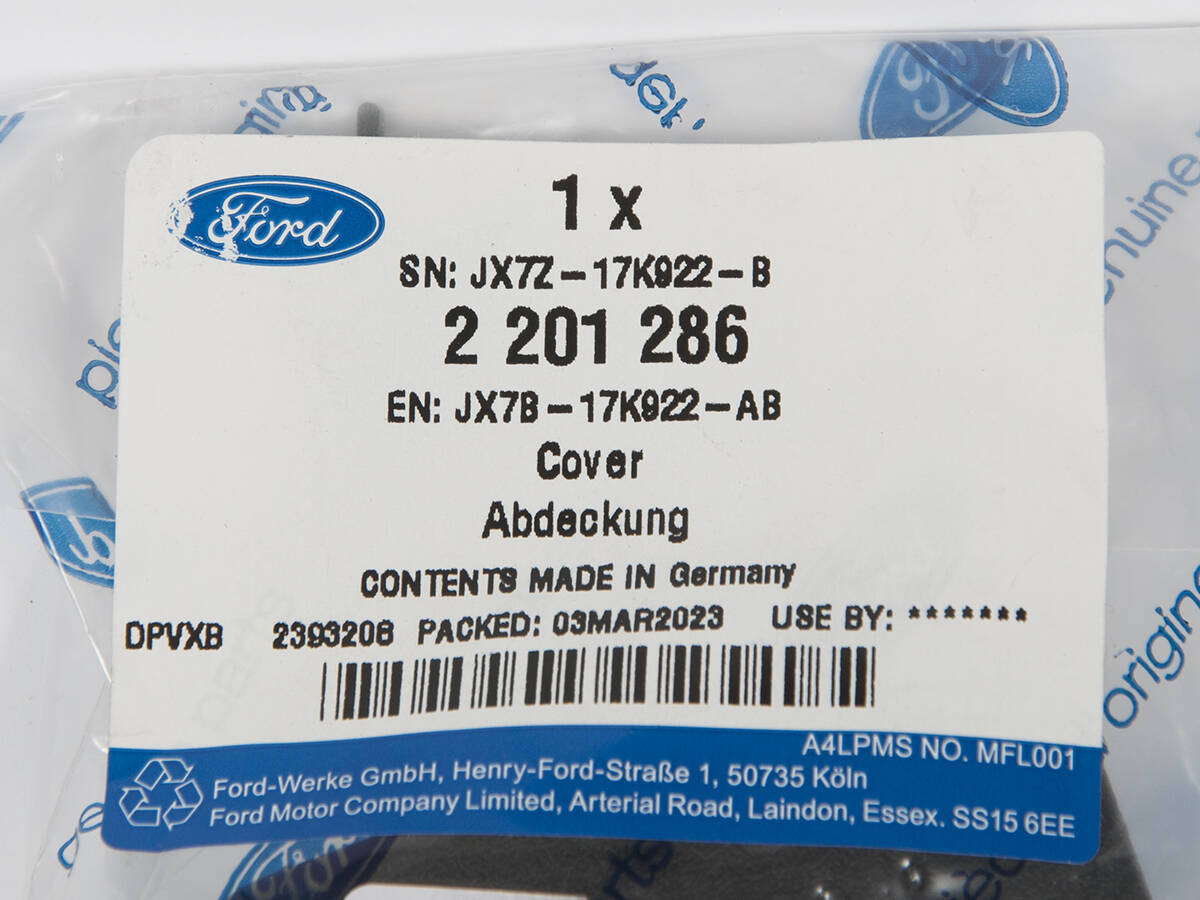 Ford
1 x
SN: JX7Z-17K922-B
2 201 286
EN: JX7B-17K922-AB
Cover
Abdeckung
CONTENTS MADE IN Germany
DPVXB 2393208 PACKED: 03MAR2023 USE BY: *******
A4LPMS NO. MFL001
Ford-Werke GmbH, Henry-Ford-Straße 1, 50735 Köln
Ford Motor Company Limited, Arterial Road, Laindon, Essex. SS15 6EE
parts